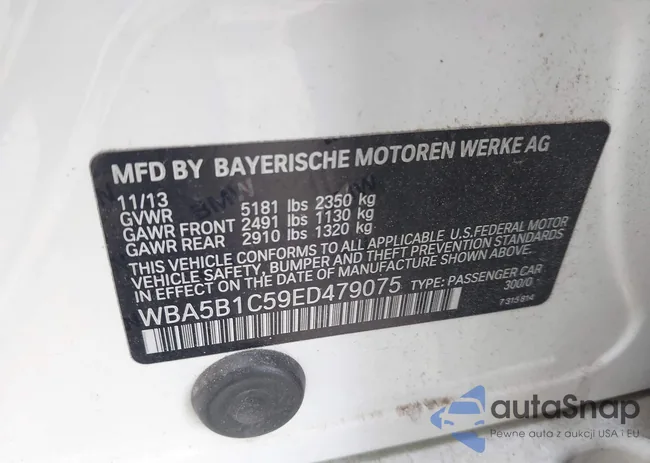 MFD BY BAYERISCHE MOTOREN WERKE AG
11/13
GVWR 5181 lbs 2350 kg
GAWR FRONT 2491 lbs 1130 kg
GAWR REAR 2910 lbs 1320 kg
THIS VEHICLE CONFORMS TO ALL APPLICABLE U.S.FEDERAL MOTOR
VEHICLE SAFETY, BUMPER AND THEFT PREVENTION STANDARDS
IN EFFECT ON THE DATE OF MANUFACTURE SHOWN ABOVE.
WBA5B1C59ED479075 TYPE: PASSENGER CAR
300/0
7 315 814
autoSnap
Pewne auta z aukcji USA i EU